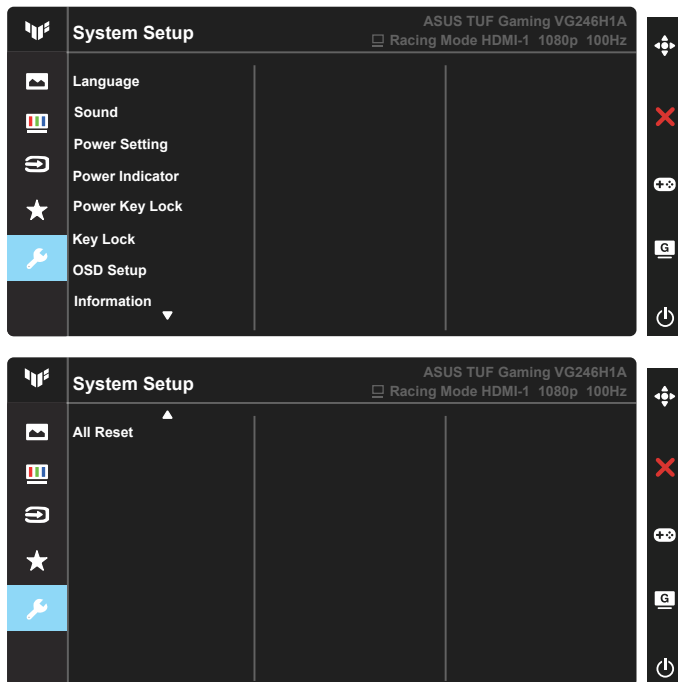 System Setup
ASUS TUF Gaming VG246H1A
Racing Mode HDMI-1 1080p 100Hz
Language
Sound
Power Setting
Power Indicator
Power Key Lock
Key Lock
OSD Setup
Information
G
System Setup
ASUS TUF Gaming VG246H1A
Racing Mode HDMI-1 1080p 100Hz
All Reset
G